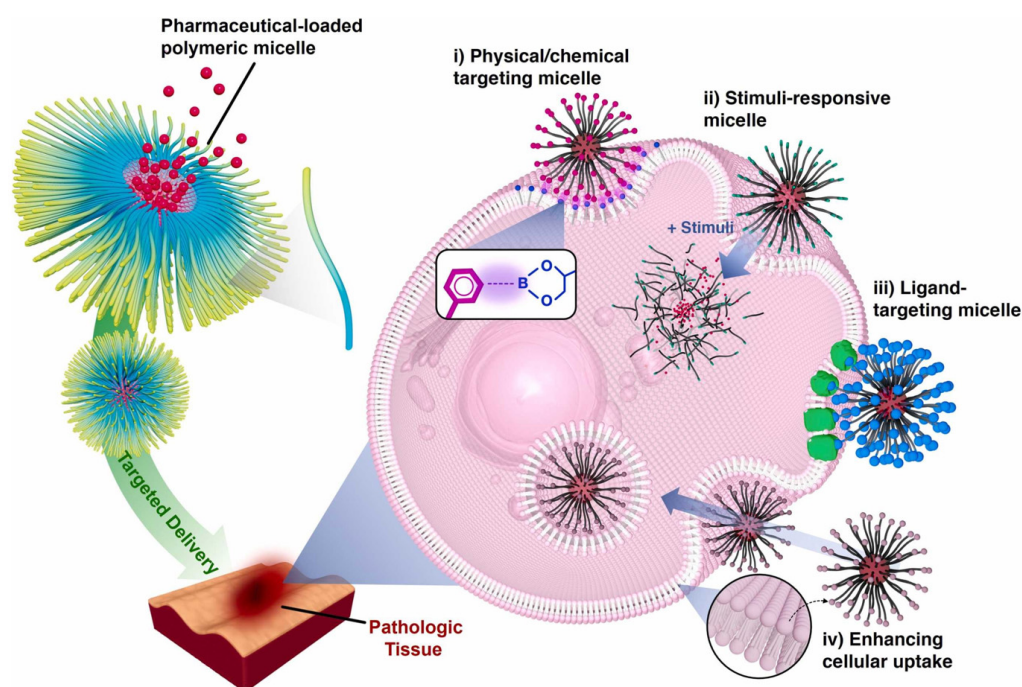 Pharmaceutical-loaded
polymeric micelle
i) Physical/chemical
targeting micelle
ii) Stimuli-responsive
micelle
+ Stimuli
B
O
O
iii) Ligand-
targeting micelle
Targeted Delivery
Pathologic
Tissue
iv) Enhancing
cellular uptake